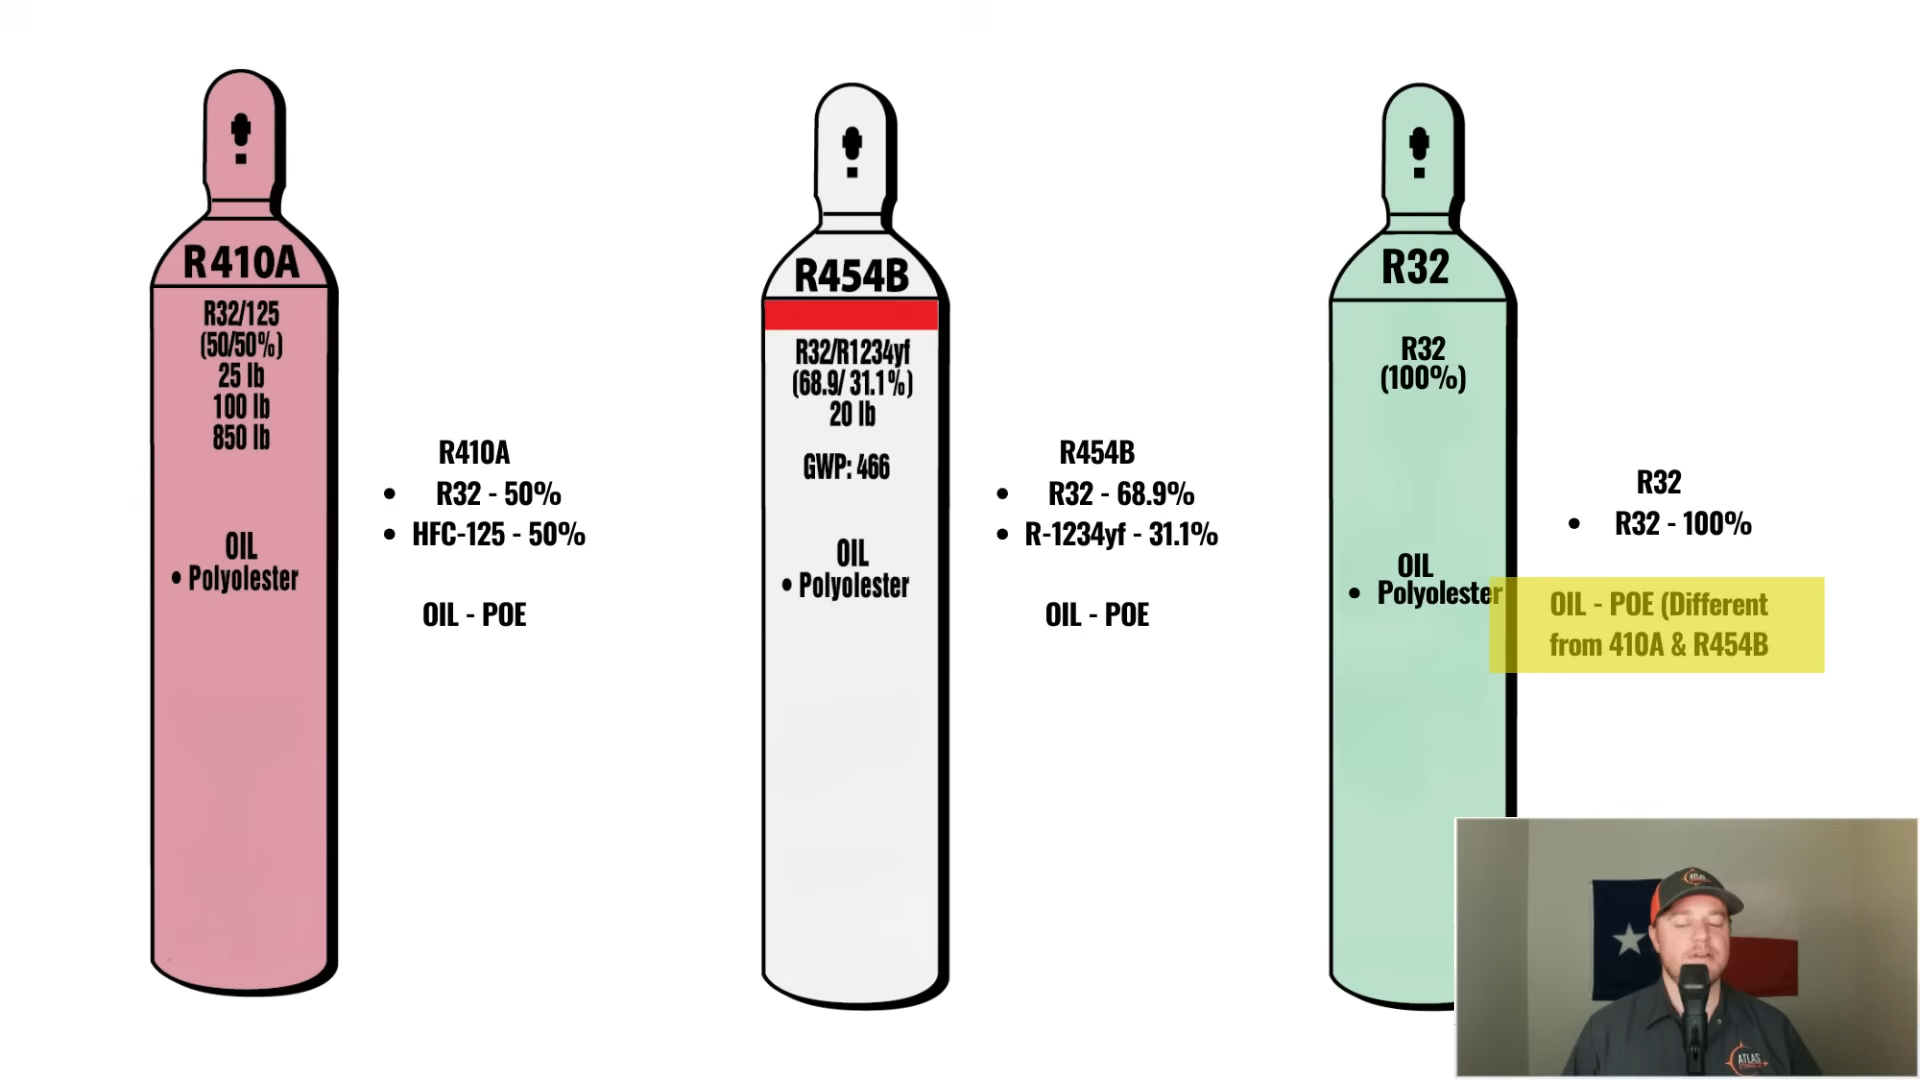 R410A
R32/125
(50/50%)
25 lb
100 lb
850 lb
OIL
• Polyolester
R410A
• R32 - 50%
• HFC-125 - 50%
OIL - POE
R454B
R32/R1234yf
(68.9/ 31.1%)
20 lb
GWP: 466
OIL
• Polyolester
R454B
• R32 - 68.9%
• R-1234yf - 31.1%
OIL - POE
R32
R32
(100%)
OIL
• Polyolester
R32
• R32 - 100%
OIL - POE (Different
from 410A & R454B
ATLAS
ATLAS